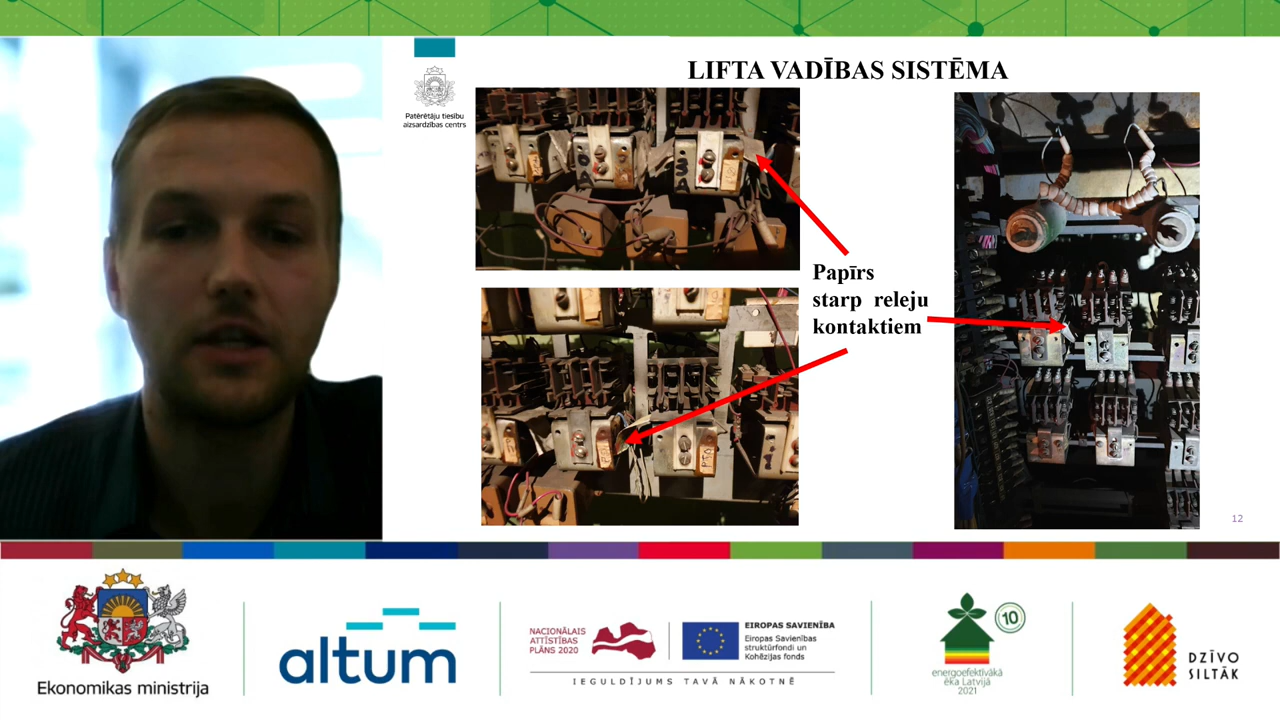 LIFTA VADĪBAS SISTĒMA
Patērētāju tiesību
aizsardzības centrs
Papīrs
starp releju
kontaktiem
12
Ekonomikas ministrija
altum
NACIONĀLAIS
ATTĪSTĪBAS
PLĀNS 2020
EIROPAS SAVIENĪBA
Eiropas Savienības
struktūrfondi un
Kohēzijas fonds
IEGULDĪJUMS TAVĀ NĀKOTNĒ
10
energoefektīvākā
ēka Latvijā
2021
DZĪVO
SILTĀK